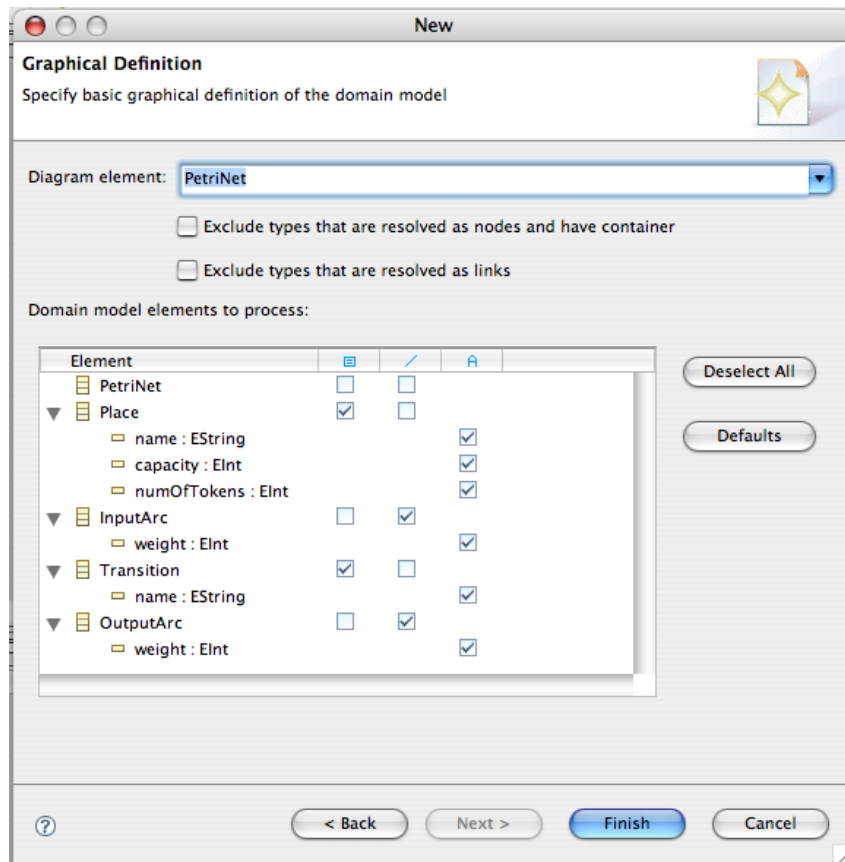 New
Graphical Definition
Specify basic graphical definition of the domain model
Diagram element: PetriNet
Exclude types that are resolved as nodes and have container
Exclude types that are resolved as links
Domain model elements to process:
Element A
PetriNet
Place
name : EString
capacity : EInt
numOfTokens : EInt
InputArc
weight : EInt
Transition
name : EString
OutputArc
weight : EInt
Deselect All
Defaults
? < Back Next > Finish Cancel